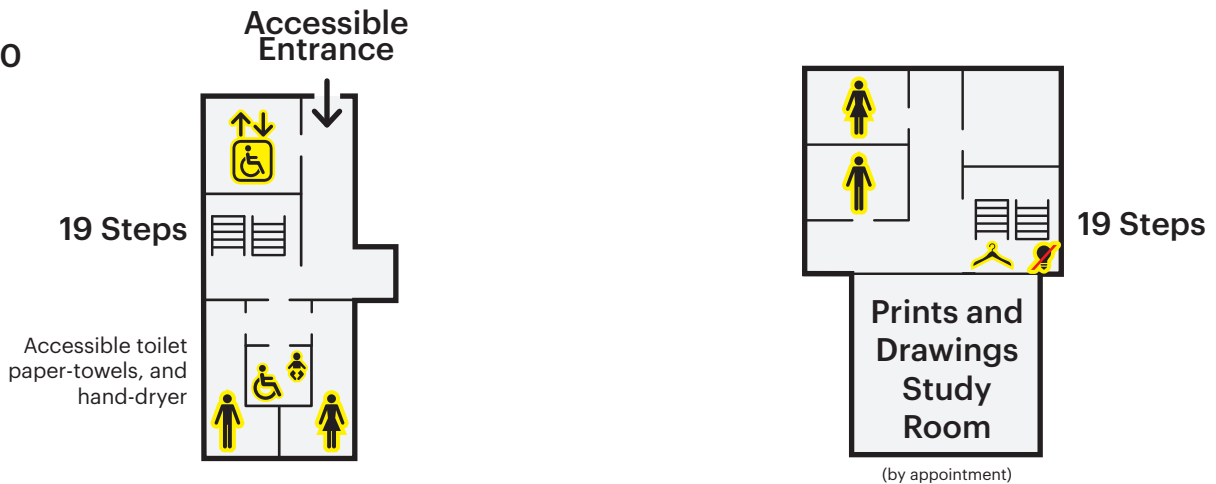 0
Accessible
Entrance
19 Steps
Accessible toilet
paper-towels, and
hand-dryer
19 Steps
Prints and
Drawings
Study
Room
(by appointment)